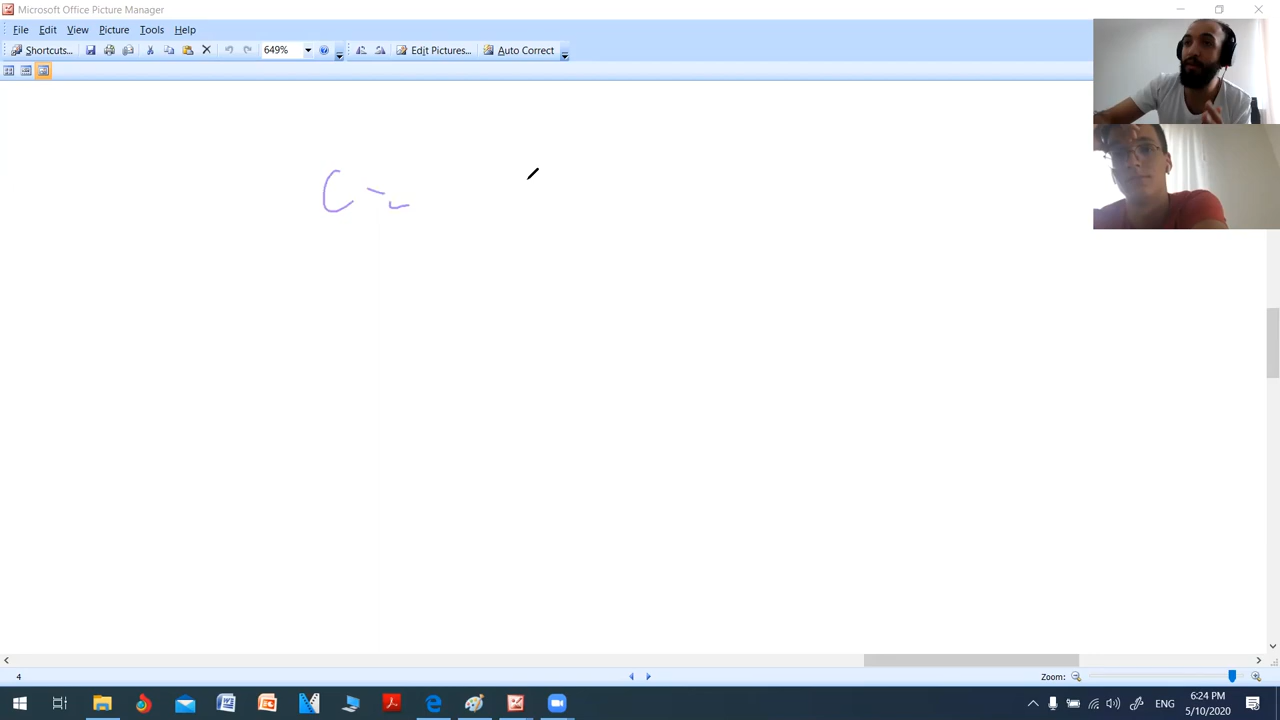 Microsoft Office Picture Manager
File Edit View Picture Tools Help
Shortcuts... 649% Edit Pictures... Auto Correct
C
4 Zoom:
6:24 PM
ENG
5/10/2020